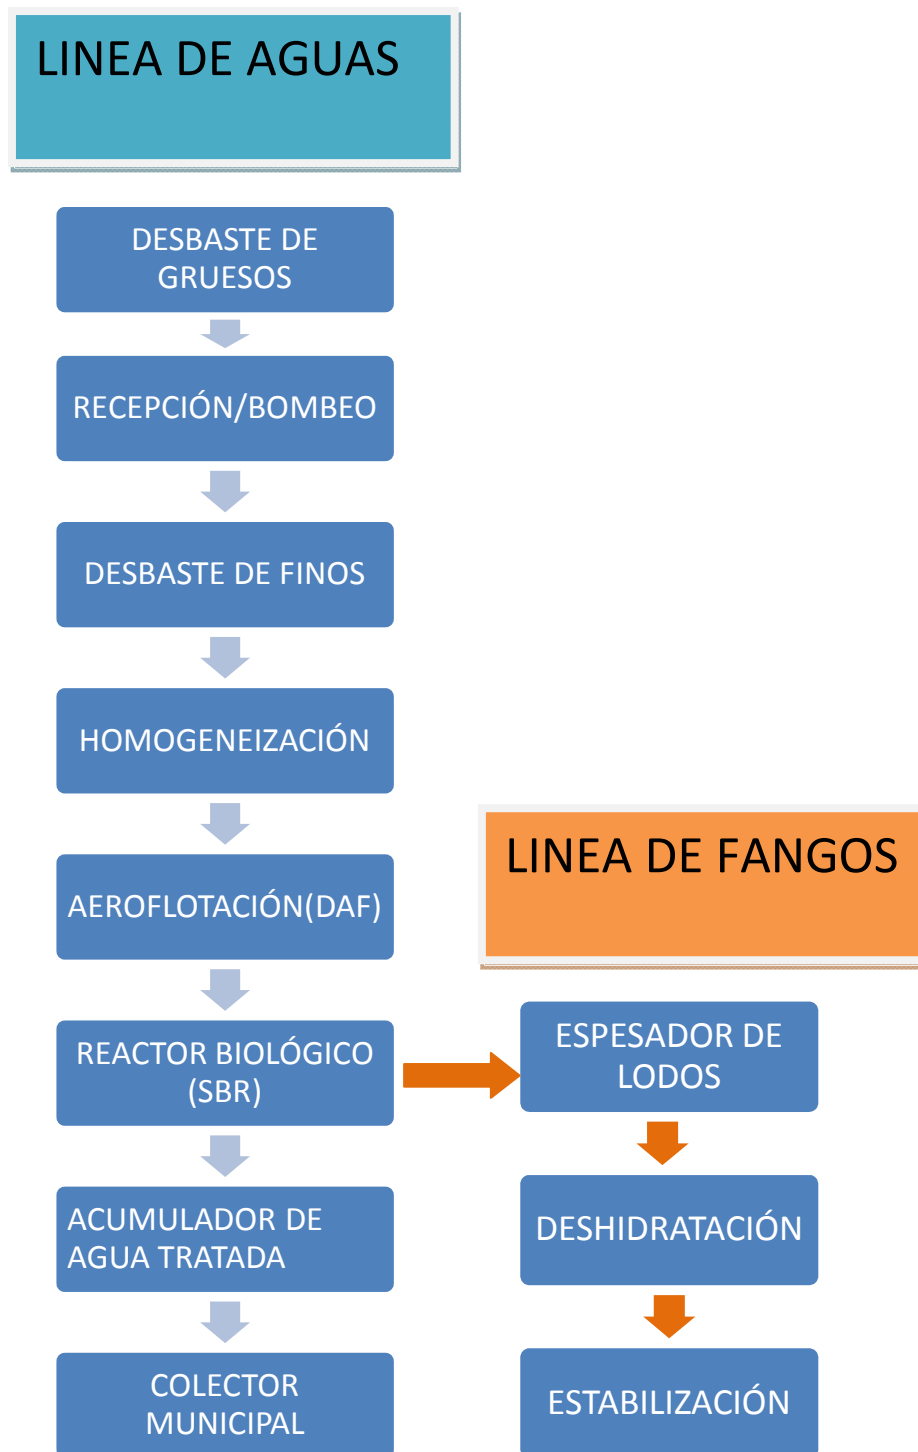 LINEA DE AGUAS
DESBASTE DE
GRUESOS
RECEPCIÓN/BOMBEO
DESBASTE DE FINOS
HOMOGENEIZACIÓN
AEROFLOTACIÓN(DAF)
REACTOR BIOLÓGICO
(SBR)
ACUMULADOR DE
AGUA TRATADA
COLECTOR
MUNICIPAL
LINEA DE FANGOS
ESPESADOR DE
LODOS
DESHIDRATACIÓN
ESTABILIZACIÓN